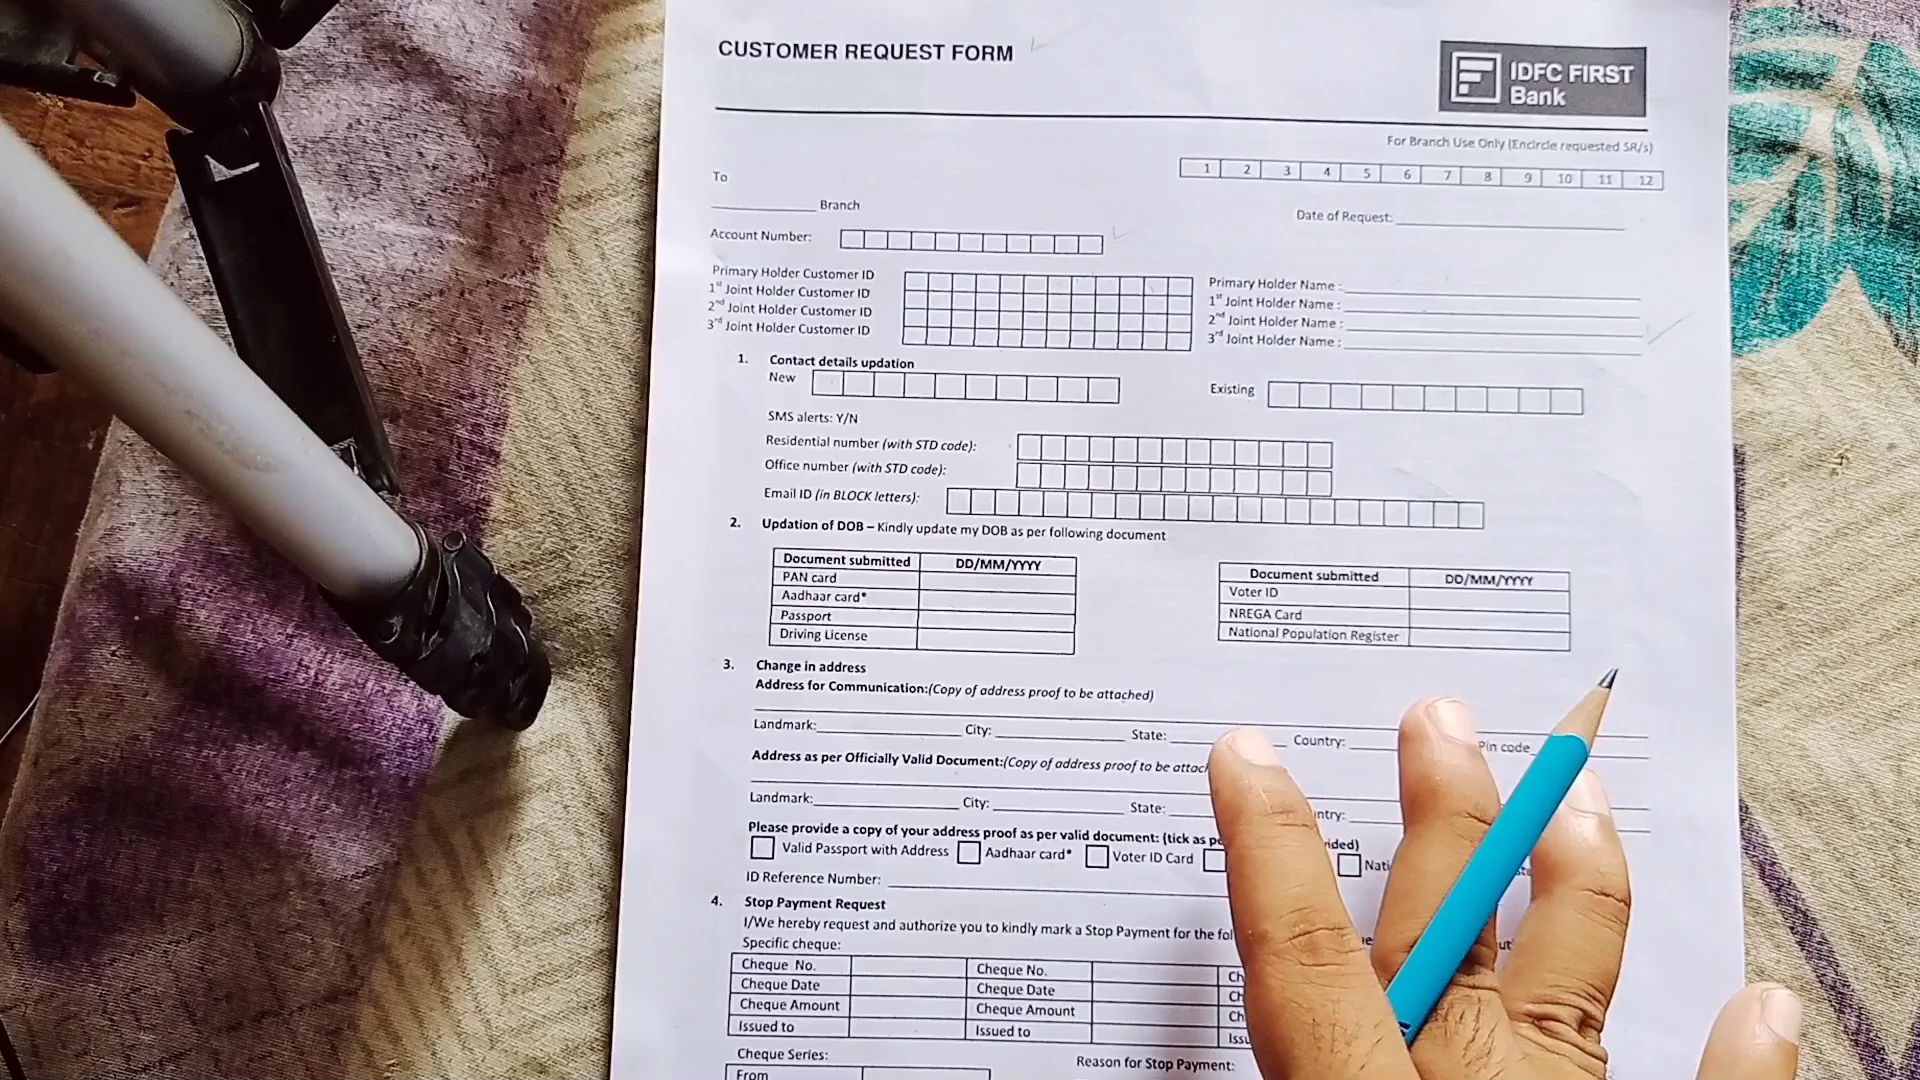 CUSTOMER REQUEST FORM
IDFC FIRST
Bank
For Branch Use Only (Encircle requested SR/s)
1 2 3 4 5 6 7 8 9 10 11 12
To
Branch
Date of Request:
Account Number:
Primary Holder Customer ID
1st Joint Holder Customer ID
2nd Joint Holder Customer ID
3rd Joint Holder Customer ID
Primary Holder Name :
1st Joint Holder Name :
2nd Joint Holder Name :
3rd Joint Holder Name :
1. Contact details updation
New
Existing
SMS alerts: Y/N
Residential number (with STD code):
Office number (with STD code):
Email ID (in BLOCK letters):
2. Updation of DOB – Kindly update my DOB as per following document
Document submitted DD/MM/YYYY
PAN card
Aadhaar card*
Passport
Driving License
Document submitted DD/MM/YYYY
Voter ID
NREGA Card
National Population Register
3. Change in address
Address for Communication:(Copy of address proof to be attached)
Landmark: City: State: Country: Pin code
Address as per Officially Valid Document:(Copy of address proof to be attac
Landmark: City: State: ntry:
Please provide a copy of your address proof as per valid document: (tick as p ided)
Valid Passport with Address Aadhaar card* Voter ID Card Nati
ID Reference Number:
4. Stop Payment Request
I/We hereby request and authorize you to kindly mark a Stop Payment for the fol
Specific cheque:
Cheque No. Cheque No. Ch
Cheque Date Cheque Date Ch
Cheque Amount Cheque Amount Ch
Issued to Issued to Issu
Cheque Series:
Reason for Stop Payment:
From